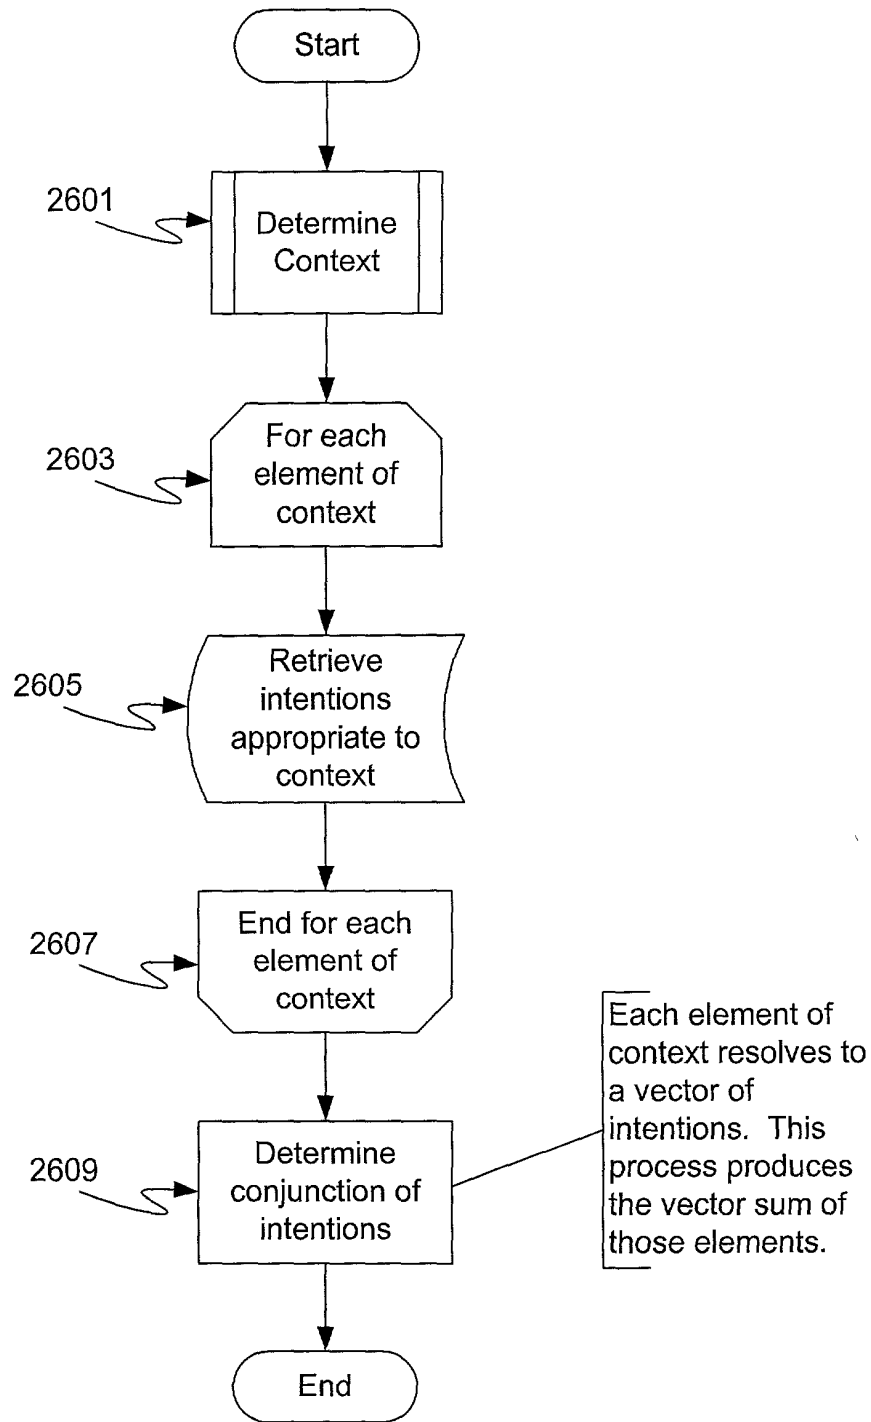 Start
2601
Determine
Context
2603
For each
element of
context
2605
Retrieve
intentions
appropriate to
context
2607
End for each
element of
context
2609
Determine
conjunction of
intentions
Each element of
context resolves to
a vector of
intentions. This
process produces
the vector sum of
those elements.
End